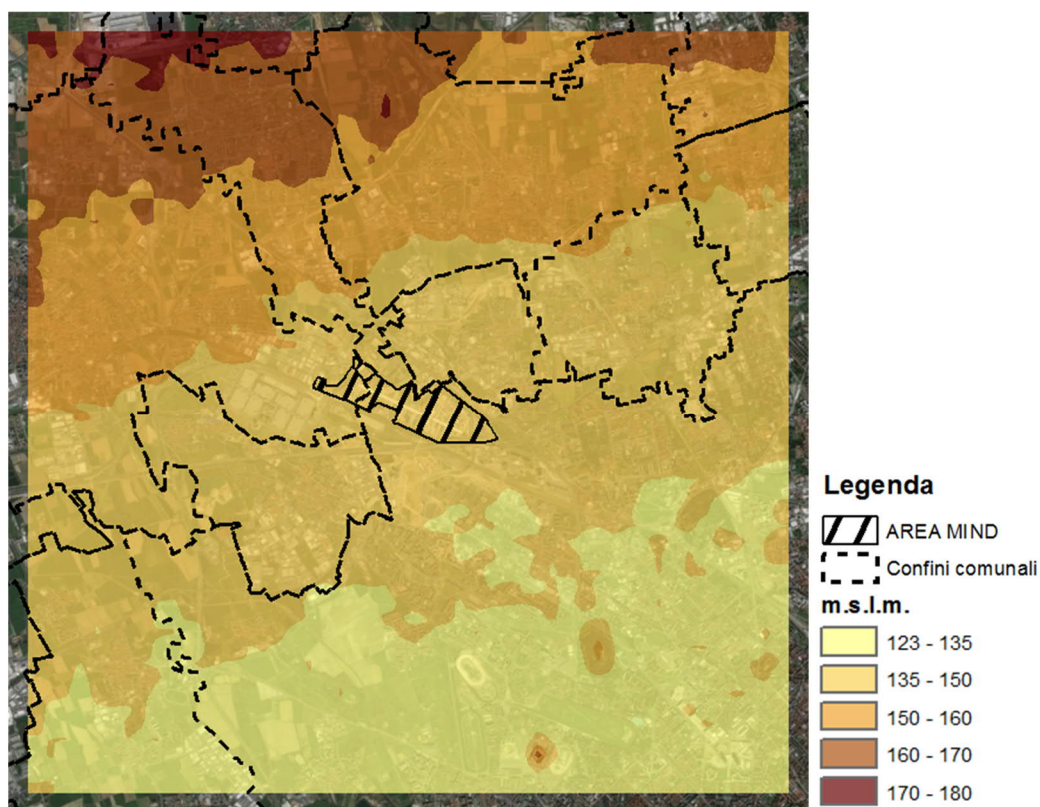 Legenda
AREA MIND
Confini comunali
m.s.l.m.
123 - 135
135 - 150
150 - 160
160 - 170
170 - 180